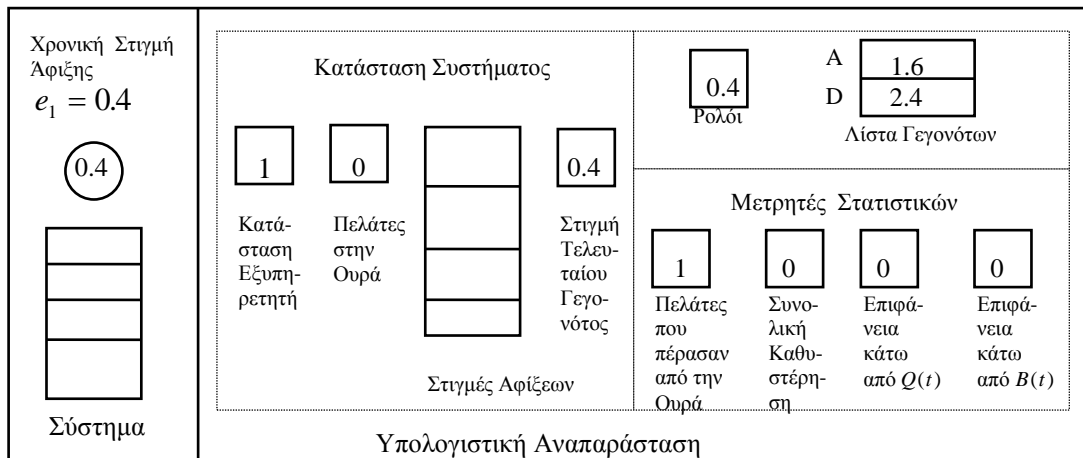 Χρονική Στιγμή
Άφιξης
e₁ = 0.4
0.4
Σύστημα
Κατάσταση Συστήματος
1
0
0.4
Κατά-
σταση
Εξυπη-
ρετητή
Πελάτες
στην
Ουρά
Στιγμή
Τελευ-
ταίου
Γεγο-
νότος
Στιγμές Αφίξεων
0.4
Ρολόι
A
1.6
D
2.4
Λίστα Γεγονότων
Μετρητές Στατιστικών
1
0
0
0
Πελάτες
που
πέρασαν
από την
Ουρά
Συνο-
λική
Καθυ-
στέρη-
ση
Επιφά-
νεια
κάτω
από Q(t)
Επιφά-
νεια
κάτω
από B(t)
Υπολογιστική Αναπαράσταση